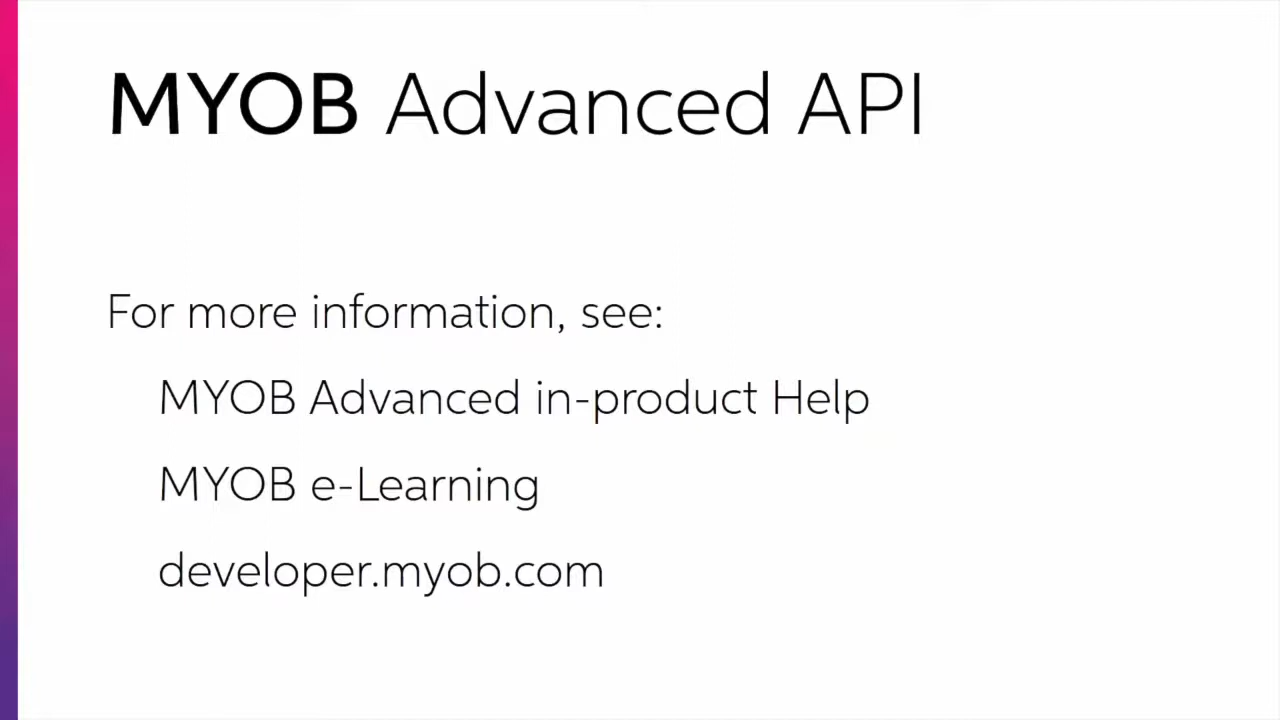 MYOB Advanced API
For more information, see:
MYOB Advanced in-product Help
MYOB e-Learning
developer.myob.com